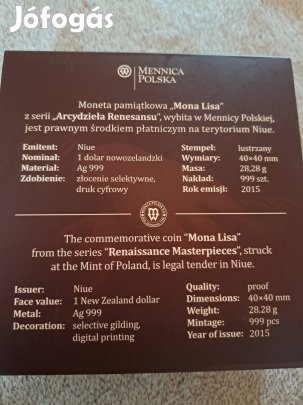 Jófogás
MENNICA
POLSKA
Moneta pamiątkowa „Mona Lisa”
z serii „Arcydzieła Renesansu”, wybita w Mennicy Polskiej,
jest prawnym środkiem płatniczym na terytorium Niue.
Emitent: Niue Stempel: lustrzany
Nominał: 1 dolar nowozelandzki Wymiary: 40×40 mm
Materiał: Ag 999 Masa: 28,28 g
Zdobienie: złocenie selektywne, Nakład: 999 szt.
druk cyfrowy Rok emisji: 2015
The commemorative coin "Mona Lisa"
from the series "Renaissance Masterpieces", struck
at the Mint of Poland, is legal tender in Niue.
Issuer: Niue Quality: proof
Face value: 1 New Zealand dollar Dimensions: 40×40 mm
Metal: Ag 999 Weight: 28.28 g
Decoration: selective gilding, Mintage: 999 pcs
digital printing Year of issue: 2015